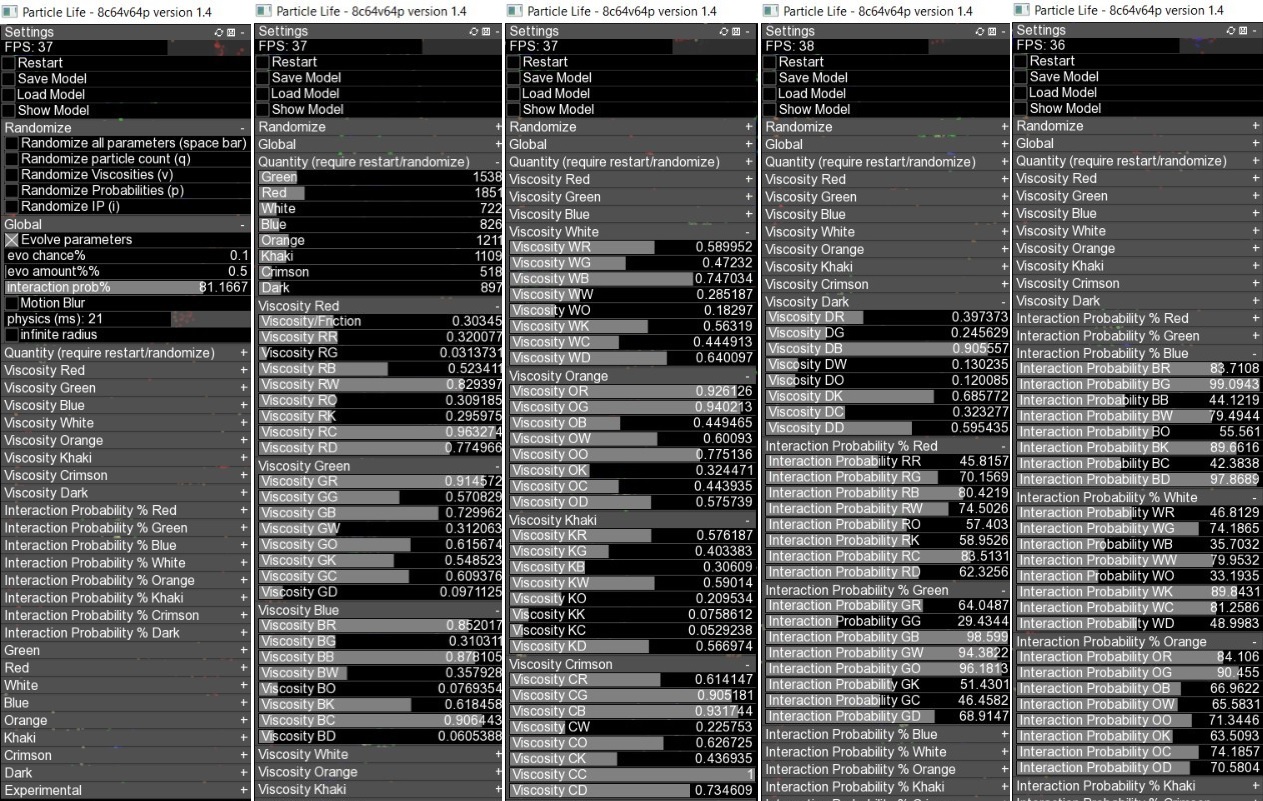 Particle Life - 8c64v64p version 1.4
Settings
FPS: 37
Restart
Save Model
Load Model
Show Model
Randomize -
Randomize all parameters (space bar)
Randomize particle count (q)
Randomize Viscosities (v)
Randomize Probabilities (p)
Randomize IP (i)
Global -
Evolve parameters
evo chance% 0.1
evo amount%% 0.5
interaction prob% 81.1667
Motion Blur
physics (ms): 21
infinite radius
Quantity (require restart/randomize) +
Viscosity Red +
Viscosity Green +
Viscosity Blue +
Viscosity White +
Viscosity Orange +
Viscosity Khaki +
Viscosity Crimson +
Viscosity Dark +
Interaction Probability % Red +
Interaction Probability % Green +
Interaction Probability % Blue +
Interaction Probability % White +
Interaction Probability % Orange +
Interaction Probability % Khaki +
Interaction Probability % Crimson +
Interaction Probability % Dark +
Green +
Red +
White +
Blue +
Orange +
Khaki +
Crimson +
Dark +
Experimental +
Particle Life - 8c64v64p version 1.4
Settings
FPS: 37
Restart
Save Model
Load Model
Show Model
Randomize +
Global +
Quantity (require restart/randomize) -
Green 1538
Red 1851
White 722
Blue 826
Orange 1211
Khaki 1109
Crimson 518
Dark 897
Viscosity Red -
Viscosity/Friction 0.30345
Viscosity RR 0.320077
Viscosity RG 0.0313731
Viscosity RB 0.523411
Viscosity RW 0.829397
Viscosity RO 0.309185
Viscosity RK 0.295975
Viscosity RC 0.963274
Viscosity RD 0.774966
Viscosity Green -
Viscosity GR 0.914572
Viscosity GG 0.570829
Viscosity GB 0.729962
Viscosity GW 0.312063
Viscosity GO 0.615674
Viscosity GK 0.548523
Viscosity GC 0.609376
Viscosity GD 0.0971125
Viscosity Blue -
Viscosity BR 0.852017
Viscosity BG 0.310311
Viscosity BB 0.878105
Viscosity BW 0.357928
Viscosity BO 0.0769354
Viscosity BK 0.618458
Viscosity BC 0.906443
Viscosity BD 0.0605388
Viscosity White +
Viscosity Orange +
Viscosity Khaki +
Particle Life - 8c64v64p version 1.4
Settings
FPS: 37
Restart
Save Model
Load Model
Show Model
Randomize +
Global +
Quantity (require restart/randomize) +
Viscosity Red +
Viscosity Green +
Viscosity Blue +
Viscosity White -
Viscosity WR 0.589952
Viscosity WG 0.47232
Viscosity WB 0.747034
Viscosity WW 0.285187
Viscosity WO 0.18297
Viscosity WK 0.56319
Viscosity WC 0.444913
Viscosity WD 0.640097
Viscosity Orange -
Viscosity OR 0.926126
Viscosity OG 0.940213
Viscosity OB 0.449465
Viscosity OW 0.60093
Viscosity OO 0.775136
Viscosity OK 0.324471
Viscosity OC 0.443935
Viscosity OD 0.575739
Viscosity Khaki -
Viscosity KR 0.576187
Viscosity KG 0.403383
Viscosity KB 0.30609
Viscosity KW 0.59014
Viscosity KO 0.209534
Viscosity KK 0.0758612
Viscosity KC 0.0529238
Viscosity KD 0.566974
Viscosity Crimson -
Viscosity CR 0.614147
Viscosity CG 0.905181
Viscosity CB 0.931744
Viscosity CW 0.225753
Viscosity CO 0.626725
Viscosity CK 0.436935
Viscosity CC 1
Viscosity CD 0.734609
Particle Life - 8c64v64p version 1.4
Settings
FPS: 38
Restart
Save Model
Load Model
Show Model
Randomize +
Global +
Quantity (require restart/randomize) +
Viscosity Red +
Viscosity Green +
Viscosity Blue +
Viscosity White +
Viscosity Orange +
Viscosity Khaki +
Viscosity Crimson +
Viscosity Dark -
Viscosity DR 0.397373
Viscosity DG 0.245629
Viscosity DB 0.905557
Viscosity DW 0.130235
Viscosity DO 0.120085
Viscosity DK 0.685772
Viscosity DC 0.323277
Viscosity DD 0.595435
Interaction Probability % Red -
Interaction Probability RR 45.8157
Interaction Probability RG 70.1569
Interaction Probability RB 80.4219
Interaction Probability RW 74.5026
Interaction Probability RO 57.403
Interaction Probability RK 58.9526
Interaction Probability RC 83.5131
Interaction Probability RD 62.3256
Interaction Probability % Green -
Interaction Probability GR 64.0487
Interaction Probability GG 29.4344
Interaction Probability GB 98.599
Interaction Probability GW 94.3822
Interaction Probability GO 96.1813
Interaction Probability GK 51.4301
Interaction Probability GC 46.4582
Interaction Probability GD 68.9147
Interaction Probability % Blue +
Interaction Probability % White +
Interaction Probability % Orange +
Interaction Probability % Khaki +
Particle Life - 8c64v64p version 1.4
Settings
FPS: 36
Restart
Save Model
Load Model
Show Model
Randomize +
Global +
Quantity (require restart/randomize) +
Viscosity Red +
Viscosity Green +
Viscosity Blue +
Viscosity White +
Viscosity Orange +
Viscosity Khaki +
Viscosity Crimson +
Viscosity Dark +
Interaction Probability % Red +
Interaction Probability % Green +
Interaction Probability % Blue -
Interaction Probability BR 83.7108
Interaction Probability BG 99.0943
Interaction Probability BB 44.1219
Interaction Probability BW 79.4944
Interaction Probability BO 55.561
Interaction Probability BK 89.6616
Interaction Probability BC 42.3838
Interaction Probability BD 97.8689
Interaction Probability % White -
Interaction Probability WR 46.8129
Interaction Probability WG 74.1865
Interaction Probability WB 35.7032
Interaction Probability WW 79.9532
Interaction Probability WO 33.1935
Interaction Probability WK 89.8431
Interaction Probability WC 81.2586
Interaction Probability WD 48.9983
Interaction Probability % Orange -
Interaction Probability OR 84.106
Interaction Probability OG 90.455
Interaction Probability OB 66.9622
Interaction Probability OW 65.5831
Interaction Probability OO 71.3446
Interaction Probability OK 63.5093
Interaction Probability OC 74.1857
Interaction Probability OD 70.5804
Interaction Probability % Khaki +